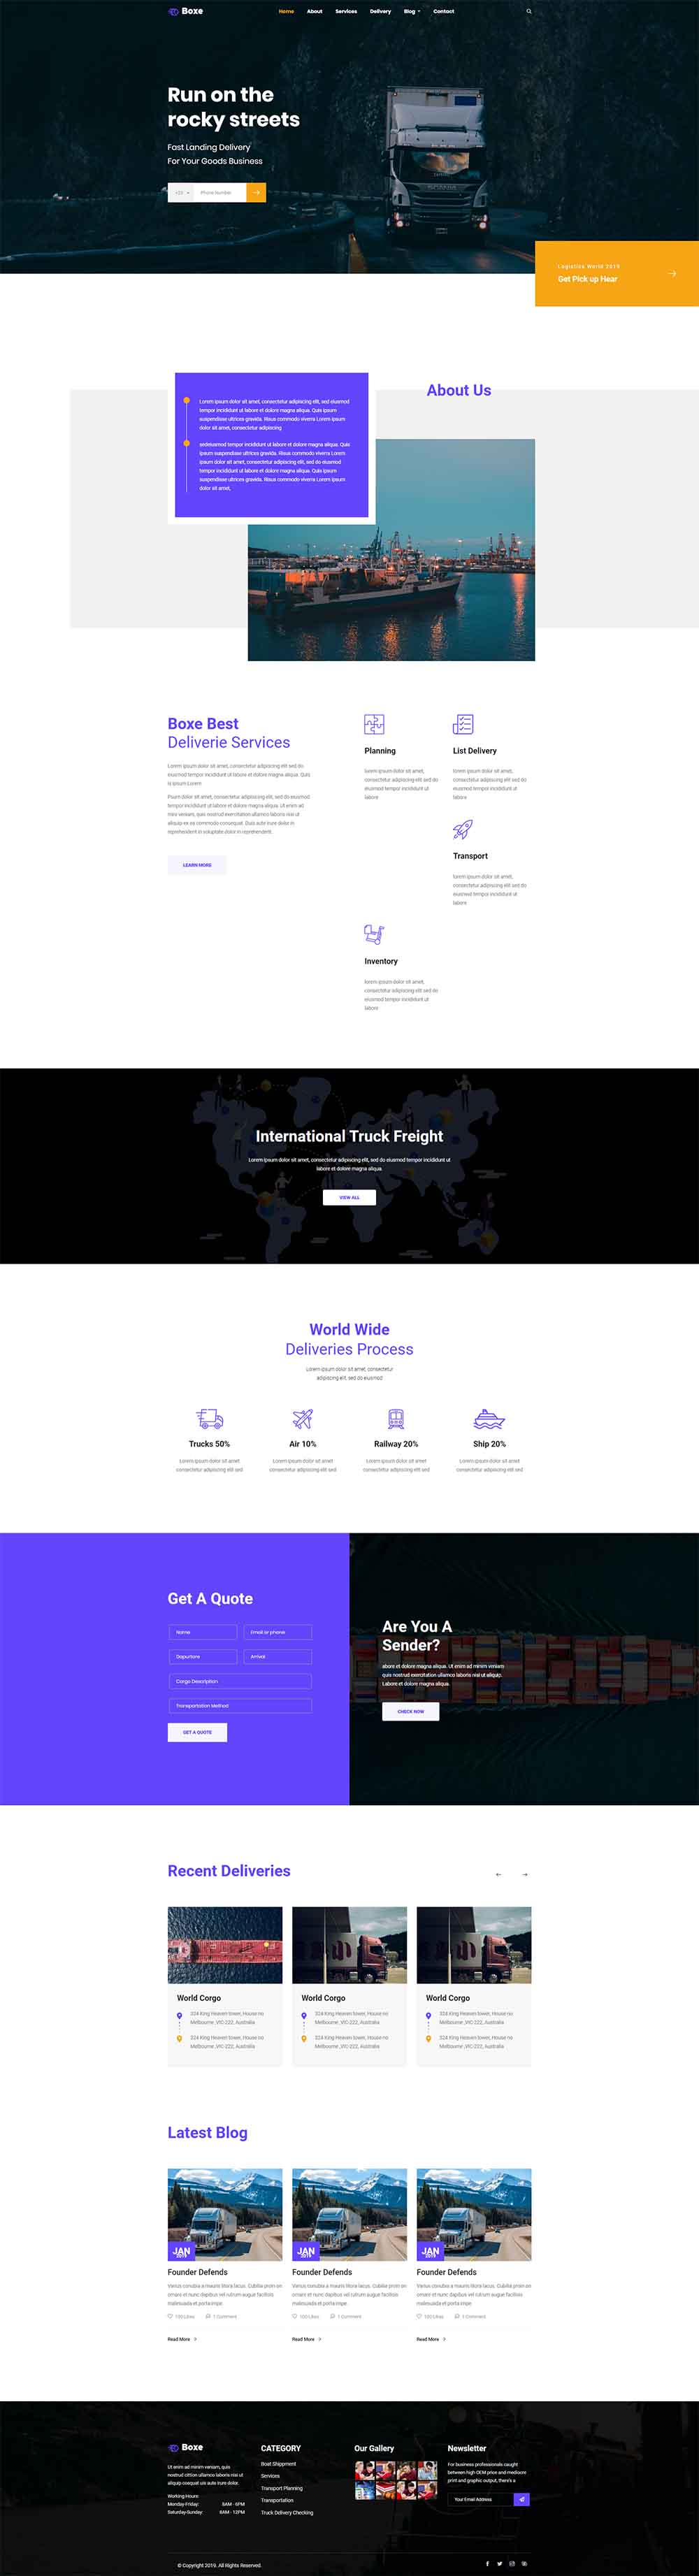 Boxe
Home About Services Delivery Blog Contact
Run on the
rocky streets
Fast Landing Delivery
For Your Goods Business
Phone Number
Logistics World 2019
Get Pick up Hear
About Us
Lorem ipsum dolor sit amet, consectetur adipiscing elit, sed eiusmod
tempor incididunt ut labore et dolore magna aliqua. Quis ipsum
suspendisse ultrices gravida. Risus commodo viverra Lorem ipsum
dolor sit amet, consectetur adipiscing
sedeiusmod tempor incididunt ut labore et dolore magna aliqua. Quis
ipsum suspendisse ultrices gravida. Risus commodo viverra Lorem
ipsum dolor sit amet, consectetur adipiscing elit, sed do eiusmod
tempor incididunt ut labore et dolore magna aliqua. Quis ipsum
suspendisse ultrices gravida. Risus commodo viverra Lorem ipsum
dolor sit amet,
Boxe Best
Deliverie Services
Lorem ipsum dolor sit amet, consectetur adipiscing elit sed do
eiusmod tempor incididunt ut labore et dolore magna aliqua. Quis
is ipsum Lorem
Psum dolor sit amet, consectetur adipiscing elit, sed do eiusmod
tempor incididunt ut labore et dolore magna aliqua. Ut enim ad
min veniam, quis nostrud exercitation ullamco laboris nisi ut
aliquip ex ea commodo consequat. Duis aute irure dolor in
reprehenderit in voluptate dolor in reprehenderit.
LEARN MORE
Planning
lorem ipsum dolor sit amet,
consectetur adipiscing elit sed do
eiusmod tempor incididunt ut
labore
List Delivery
lorem ipsum dolor sit amet,
consectetur adipiscing elit sed do
eiusmod tempor incididunt ut
labore
Transport
lorem ipsum dolor sit amet,
consectetur adipiscing elit sed do
eiusmod tempor incididunt ut
labore
Inventory
lorem ipsum dolor sit amet,
consectetur adipiscing elit sed do
eiusmod tempor incididunt ut
labore
International Truck Freight
Lorem ipsum dolor sit amet, consectetur adipiscing elit, sed do eiusmod tempor incididunt ut
labore et dolore magna aliqua.
VIEW ALL
World Wide
Deliveries Process
Lorem ipsum dolor sit amet, consectetur
adipiscing elit, sed do eiusmod
Trucks 50%
Lorem ipsum dolor sit amet
consectetur adipiscing elit sed
Air 10%
Lorem ipsum dolor sit amet
consectetur adipiscing elit sed
Railway 20%
Lorem ipsum dolor sit amet
consectetur adipiscing elit sed
Ship 20%
Lorem ipsum dolor sit amet
consectetur adipiscing elit sed
Get A Quote
Name Email or phone
Dapurtore Arrival
Cargo Description
Transportation Method
GET A QUOTE
Are You A
Sender?
abore et dolore magna aliqua. Ut enim ad minim veniam
quis nostrud exercitation ullamco laboris nisi ut aliquip.
Labore et dolore magna aliqua.
CHECK NOW
Recent Deliveries
World Corgo
324 King Heaven tower, House no
Melbourne ,VIC-222, Australia
324 King Heaven tower, House no
Melbourne ,VIC-222, Australia
World Corgo
324 King Heaven tower, House no
Melbourne ,VIC-222, Australia
324 King Heaven tower, House no
Melbourne ,VIC-222, Australia
World Corgo
324 King Heaven tower, House no
Melbourne ,VIC-222, Australia
324 King Heaven tower, House no
Melbourne ,VIC-222, Australia
Latest Blog
JAN
2019
Founder Defends
Varius conubia a mauris litora lacus. Cubilia proin an
ornare et nunc dapibus vel rutrum augue facilisis
malesuada et porta impe.
100 Likes 1 Comment
Read More
JAN
2019
Founder Defends
Varius conubia a mauris litora lacus. Cubilia proin an
ornare et nunc dapibus vel rutrum augue facilisis
malesuada et porta impe.
100 Likes 1 Comment
Read More
JAN
2019
Founder Defends
Varius conubia a mauris litora lacus. Cubilia proin an
ornare et nunc dapibus vel rutrum augue facilisis
malesuada et porta impe.
100 Likes 1 Comment
Read More
Boxe
Ut enim ad minim veniam, quis
nostrud cittion ullamco laboris nisi ut
aliquip osequat uis aute irure dolor.
Working Hours:
Monday-Friday: 8AM - 6PM
Saturday-Sunday: 8AM - 12PM
CATEGORY
Boat Shippment
Services
Transport Planning
Transportation
Truck Delivery Checking
Our Gallery
Newsletter
For business professionals caught
between high OEM price and mediocre
print and graphic output, there's a
Your Email Address
© Copyright 2019. All Rights Reserved.